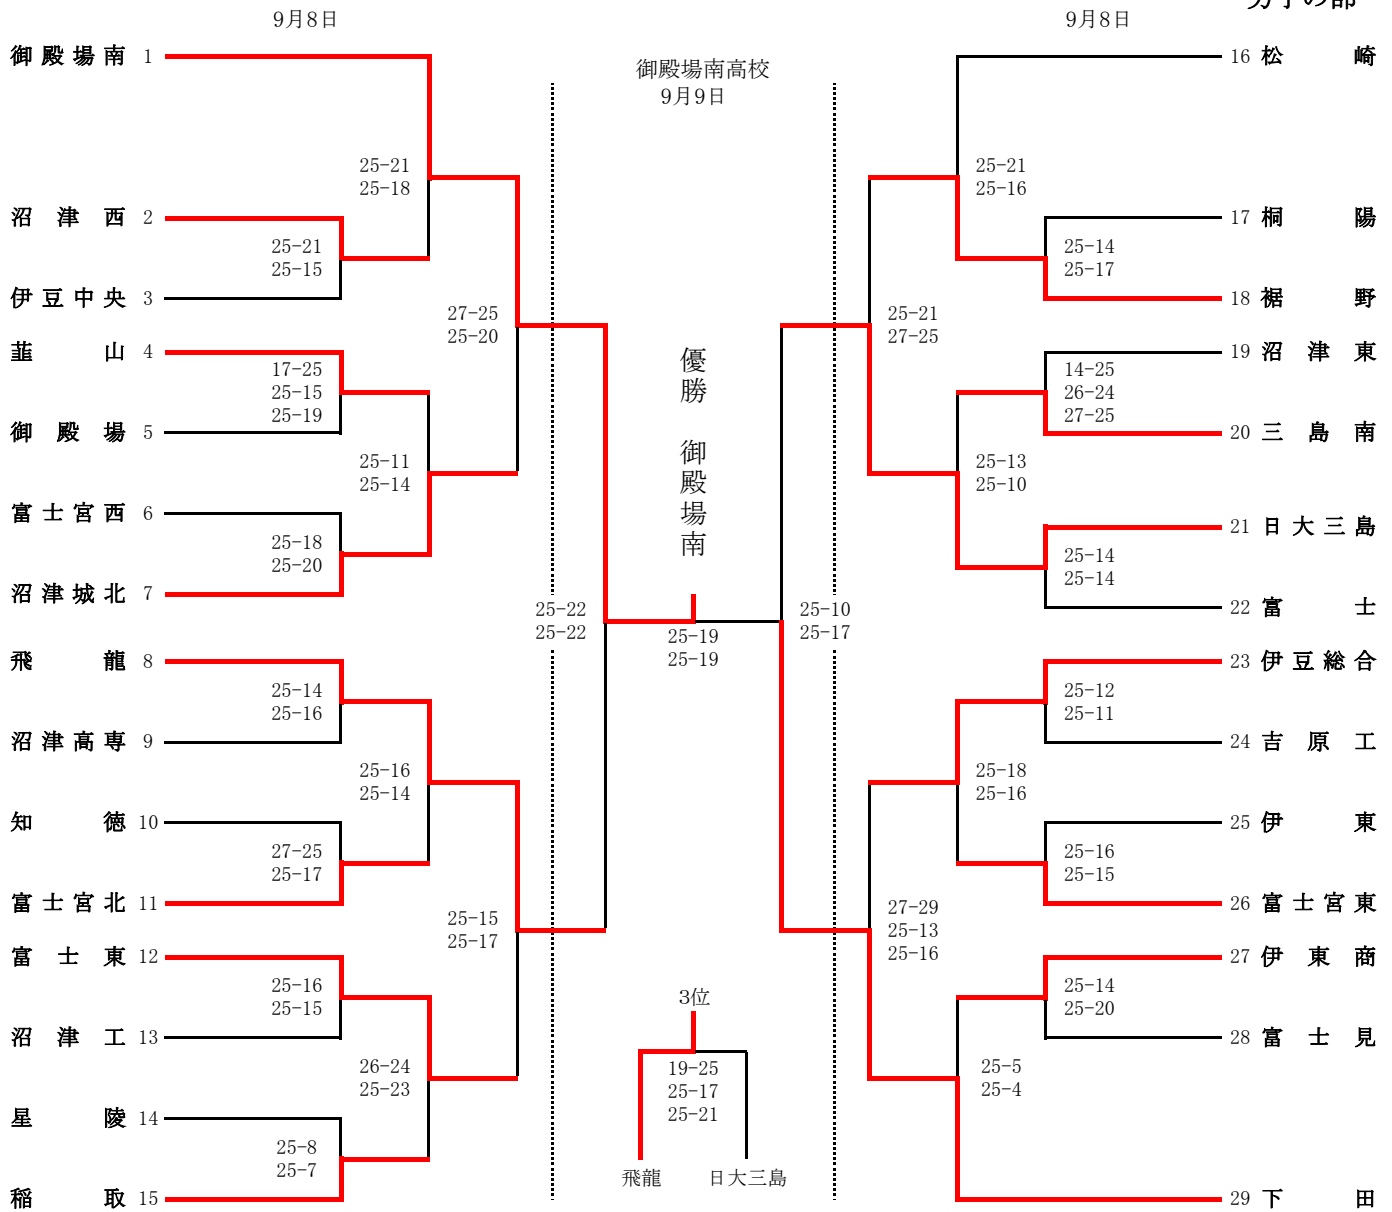 男子の部
9月8日
9月8日
御殿場南高校
9月9日
御殿場南 1
25-21
25-18
沼津西 2
25-21
25-15
伊豆中央 3
27-25
25-20
韮山 4
17-25
25-15
25-19
御殿場 5
25-11
25-14
富士宮西 6
25-18
25-20
沼津城北 7
25-22
25-22
飛龍 8
25-14
25-16
沼津高専 9
25-16
25-14
知徳 10
27-25
25-17
富士宮北 11
25-15
25-17
富士東 12
25-16
25-15
沼津工 13
26-24
25-23
星陵 14
25-8
25-7
稲取 15
優勝 御殿場南
25-19
25-19
3位
19-25
25-17
25-21
飛龍 日大三島
16 松崎
25-21
25-16
17 桐陽
25-14
25-17
18 裾野
25-21
27-25
19 沼津東
14-25
26-24
27-25
20 三島南
25-13
25-10
21 日大三島
25-14
25-14
22 富士
25-10
25-17
23 伊豆総合
25-12
25-11
24 吉原工
25-18
25-16
25 伊東
25-16
25-15
26 富士宮東
27-29
25-13
25-16
27 伊東商
25-14
25-20
28 富士見
25-5
25-4
29 下田